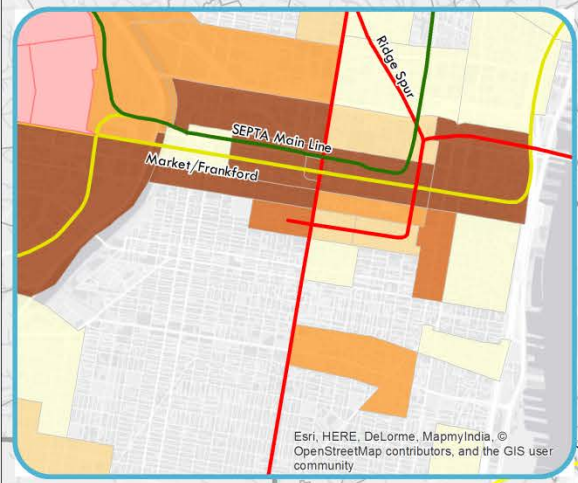 Ridge Spur
SEPTA Main Line
Market/Frankford
Esri, HERE, DeLorme, MapmyIndia, ©
OpenStreetMap contributors, and the GIS user
community